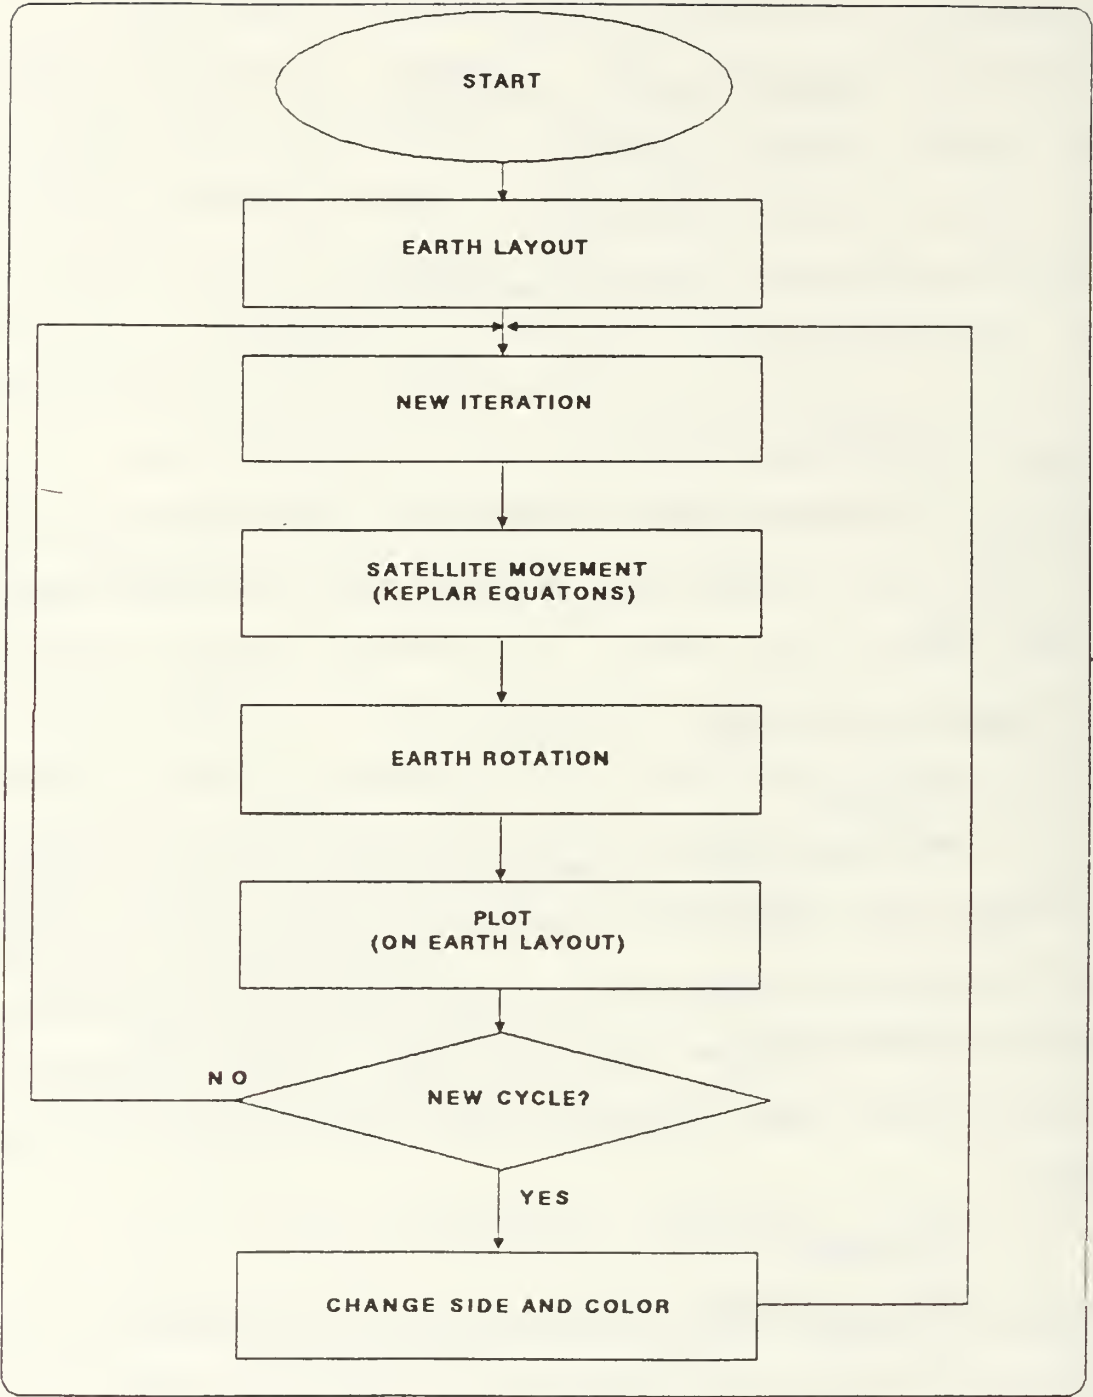 START
EARTH LAYOUT
NEW ITERATION
SATELLITE MOVEMENT
(KEPLAR EQUATONS)
EARTH ROTATION
PLOT
(ON EARTH LAYOUT)
NO
NEW CYCLE?
YES
CHANGE SIDE AND COLOR